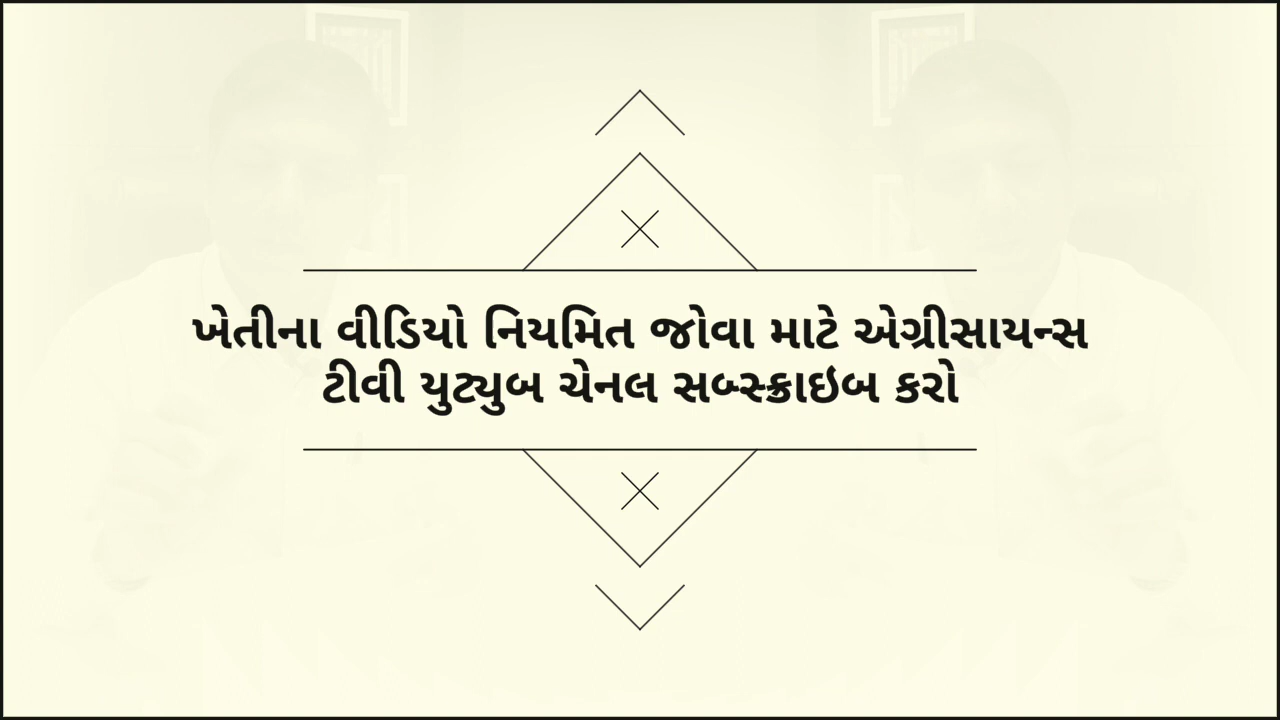 ખેતીના વીડિયો નિયમિત જોવા માટે એગ્રીસાયન્સ
ટીવી યુટ્યુબ ચેનલ સબ્સ્ક્રાઇબ કરો